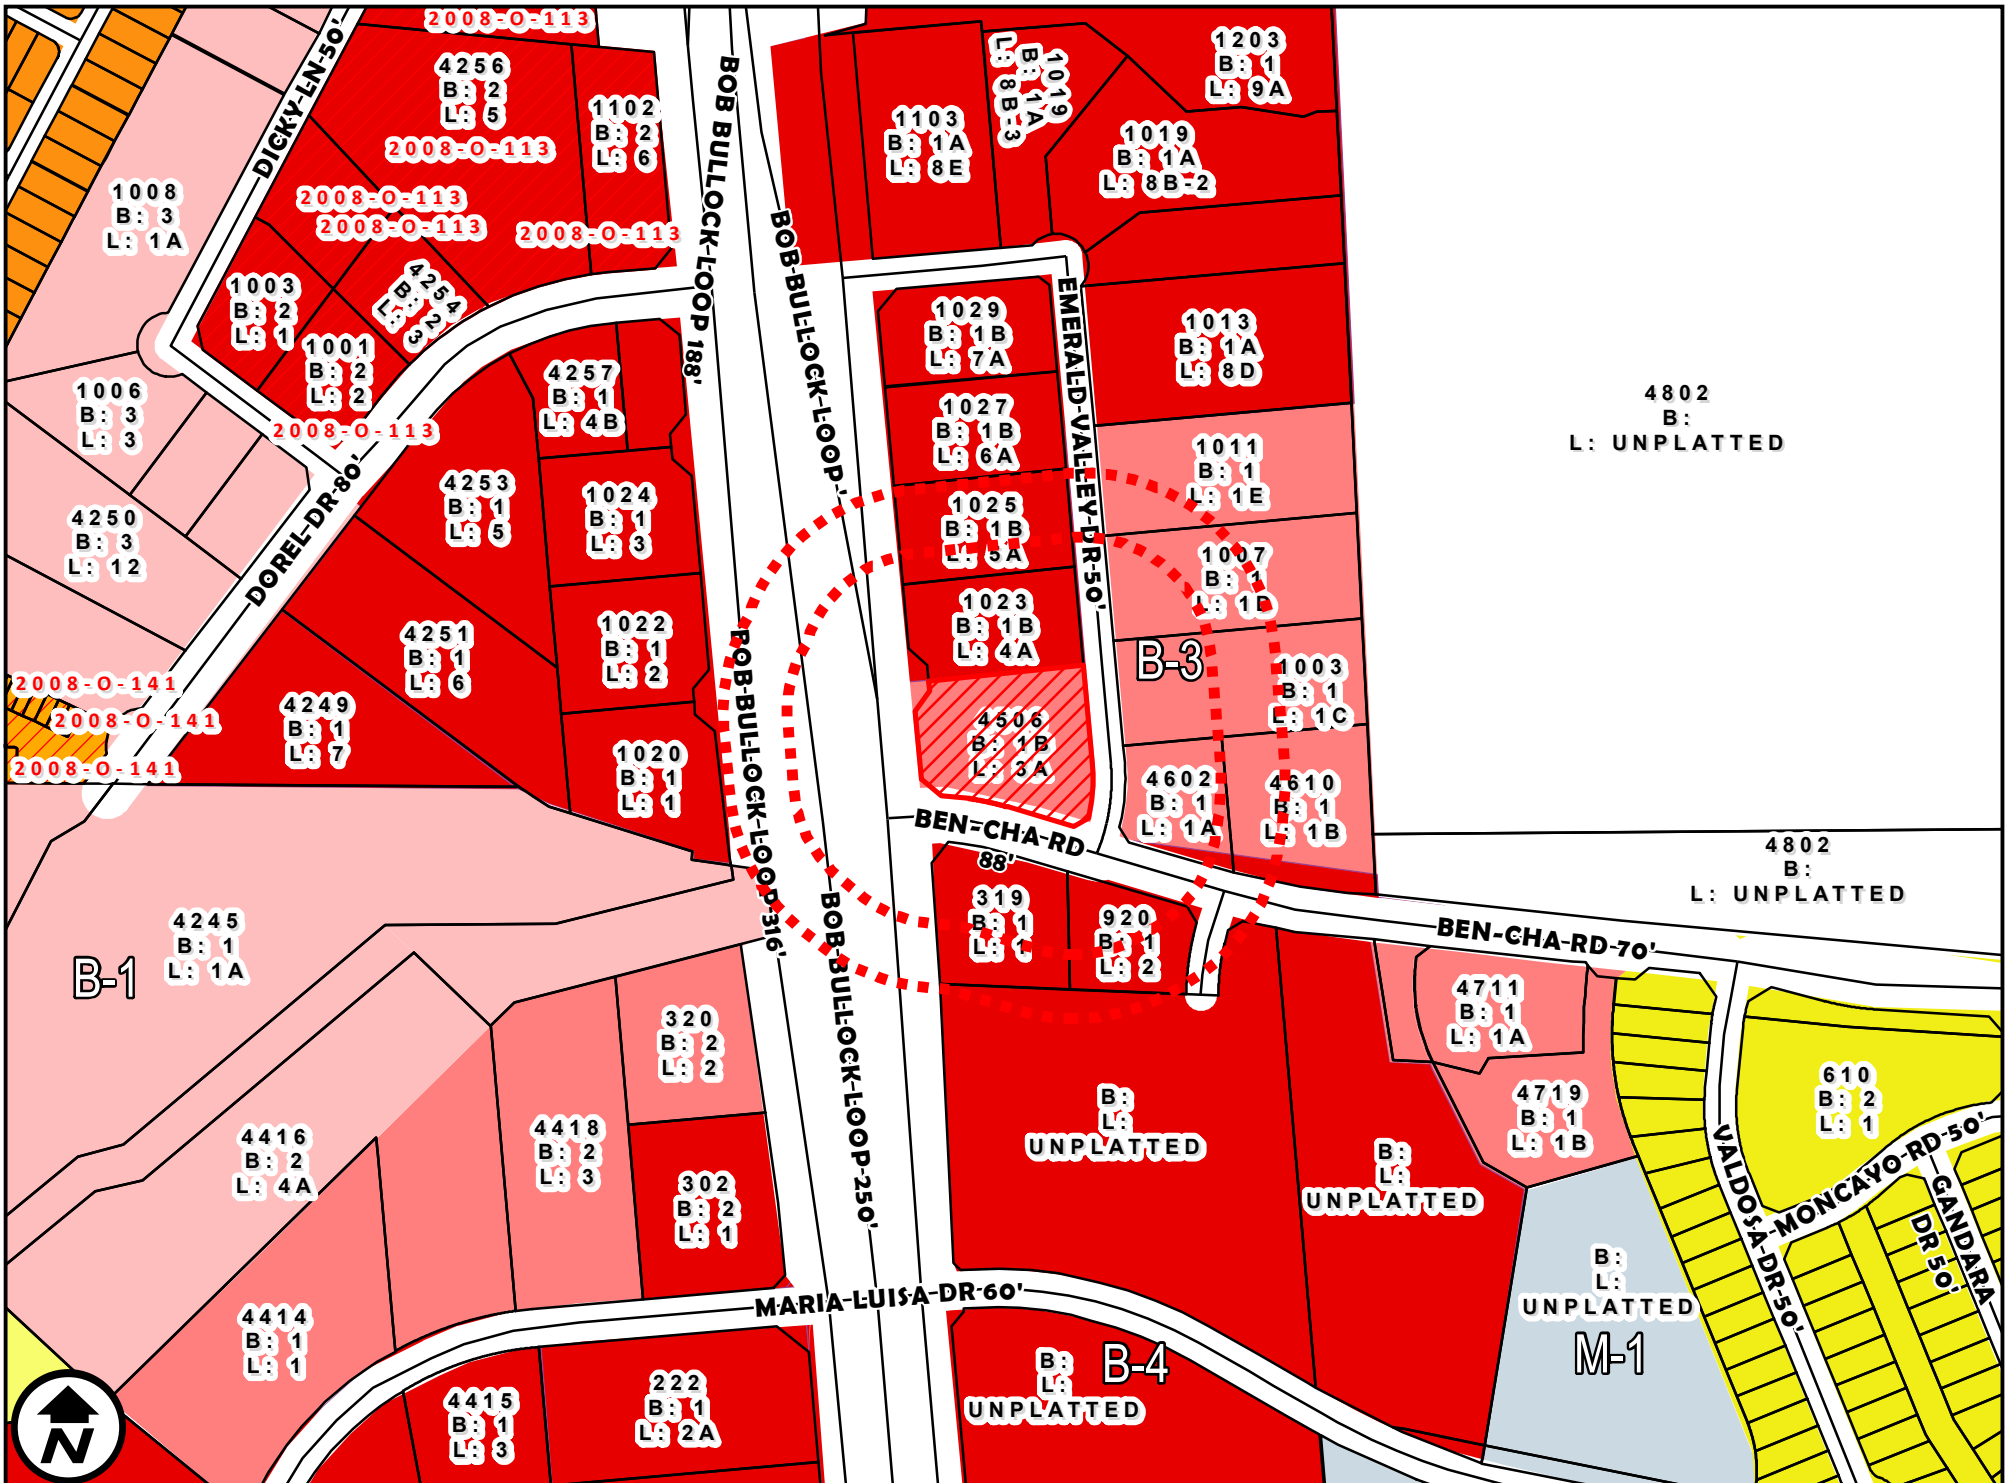 2008-O-113
4256
B: 2
L: 5
2008-O-113
1102
B: 2
L: 6
DICKY LN 50'
1008
B: 3
L: 1A
2008-O-113
2008-O-113
2008-O-113
1003
B: 2
L: 1
4254
B: 2
L: 3
1001
B: 2
L: 2
2008-O-113
1006
B: 3
L: 3
4250
B: 3
L: 12
DOREL DR 80'
4257
B: 1
L: 4B
4253
B: 1
L: 5
1024
B: 1
L: 3
4251
B: 1
L: 6
1022
B: 1
L: 2
4249
B: 1
L: 7
1020
B: 1
L: 1
2008-O-141
2008-O-141
2008-O-141
BOB BULLOCK LOOP 188'
BOB BULLOCK LOOP '
BOB BULLOCK LOOP 316'
BOB BULLOCK LOOP 250'
1103
B: 1A
L: 8E
1019
B: 1A
L: 8B-3
1203
B: 1
L: 9A
1019
B: 1A
L: 8B-2
1029
B: 1B
L: 7A
EMERALD VALLEY DR 50'
1013
B: 1A
L: 8D
1027
B: 1B
L: 6A
1011
B: 1
L: 1E
1025
B: 1B
L: 5A
1007
B: 1
L: 1D
1023
B: 1B
L: 4A
B-3
1003
B: 1
L: 1C
4506
B: 1B
L: 3A
4602
B: 1
L: 1A
4610
B: 1
L: 1B
4802
B:
L: UNPLATTED
4802
B:
L: UNPLATTED
BEN-CHA RD
88'
BEN-CHA RD 70'
319
B: 1
L: 1
920
B: 1
L: 2
4245
B: 1
L: 1A
B-1
320
B: 2
L: 2
4416
B: 2
L: 4A
4418
B: 2
L: 3
302
B: 2
L: 1
4414
B: 1
L: 1
MARIA LUISA DR 60'
4415
B: 1
L: 3
222
B: 1
L: 2A
B:
L:
UNPLATTED
B:
L:
UNPLATTED
4711
B: 1
L: 1A
4719
B: 1
L: 1B
610
B: 2
L: 1
VALDOSA DR 50'
MONCAYO RD 50'
GANDARA
DR 50'
B:
L:
UNPLATTED
M-1
B:
L:
UNPLATTED
B-4
N